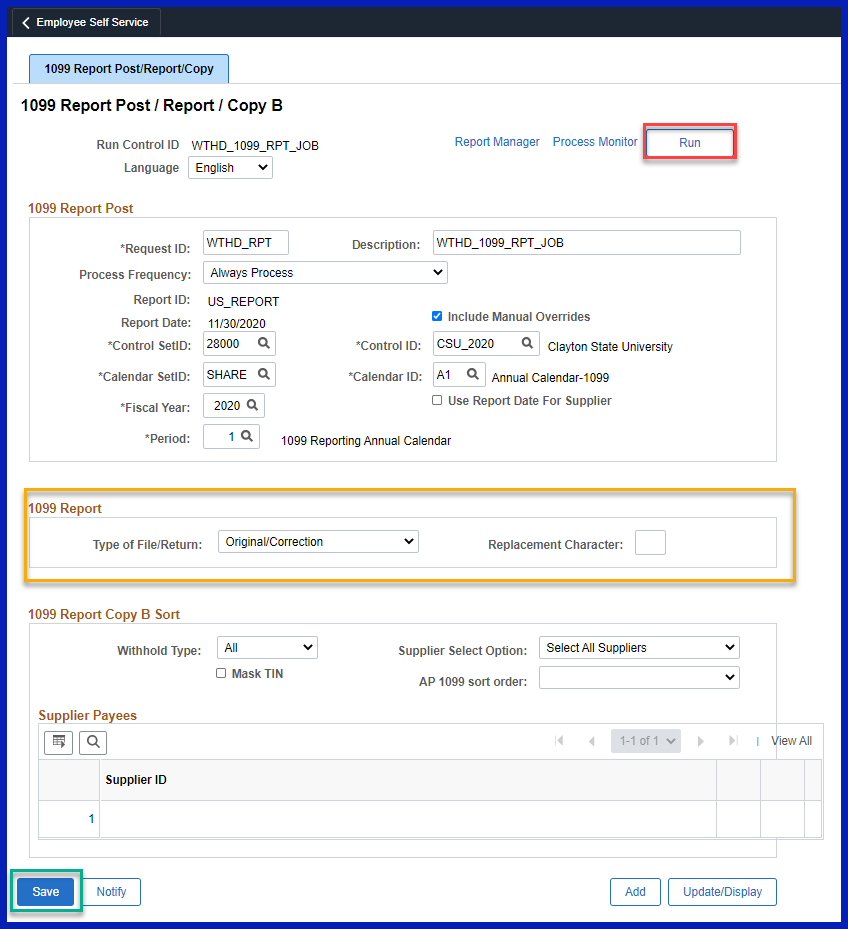 Employee Self Service
1099 Report Post/Report/Copy
1099 Report Post / Report / Copy B
Run Control ID WTHD_1099_RPT_JOB Report Manager Process Monitor Run
Language English
1099 Report Post
*Request ID: WTHD_RPT Description: WTHD_1099_RPT_JOB
Process Frequency: Always Process
Report ID: US_REPORT
Report Date: 11/30/2020 Include Manual Overrides
*Control SetID: 28000 *Control ID: CSU_2020 Clayton State University
*Calendar SetID: SHARE *Calendar ID: A1 Annual Calendar-1099
*Fiscal Year: 2020 Use Report Date For Supplier
*Period: 1 1099 Reporting Annual Calendar
1099 Report
Type of File/Return: Original/Correction Replacement Character:
1099 Report Copy B Sort
Withhold Type: All Supplier Select Option: Select All Suppliers
Mask TIN AP 1099 sort order:
Supplier Payees
1-1 of 1 | View All
Supplier ID
1
Save Notify Add Update/Display